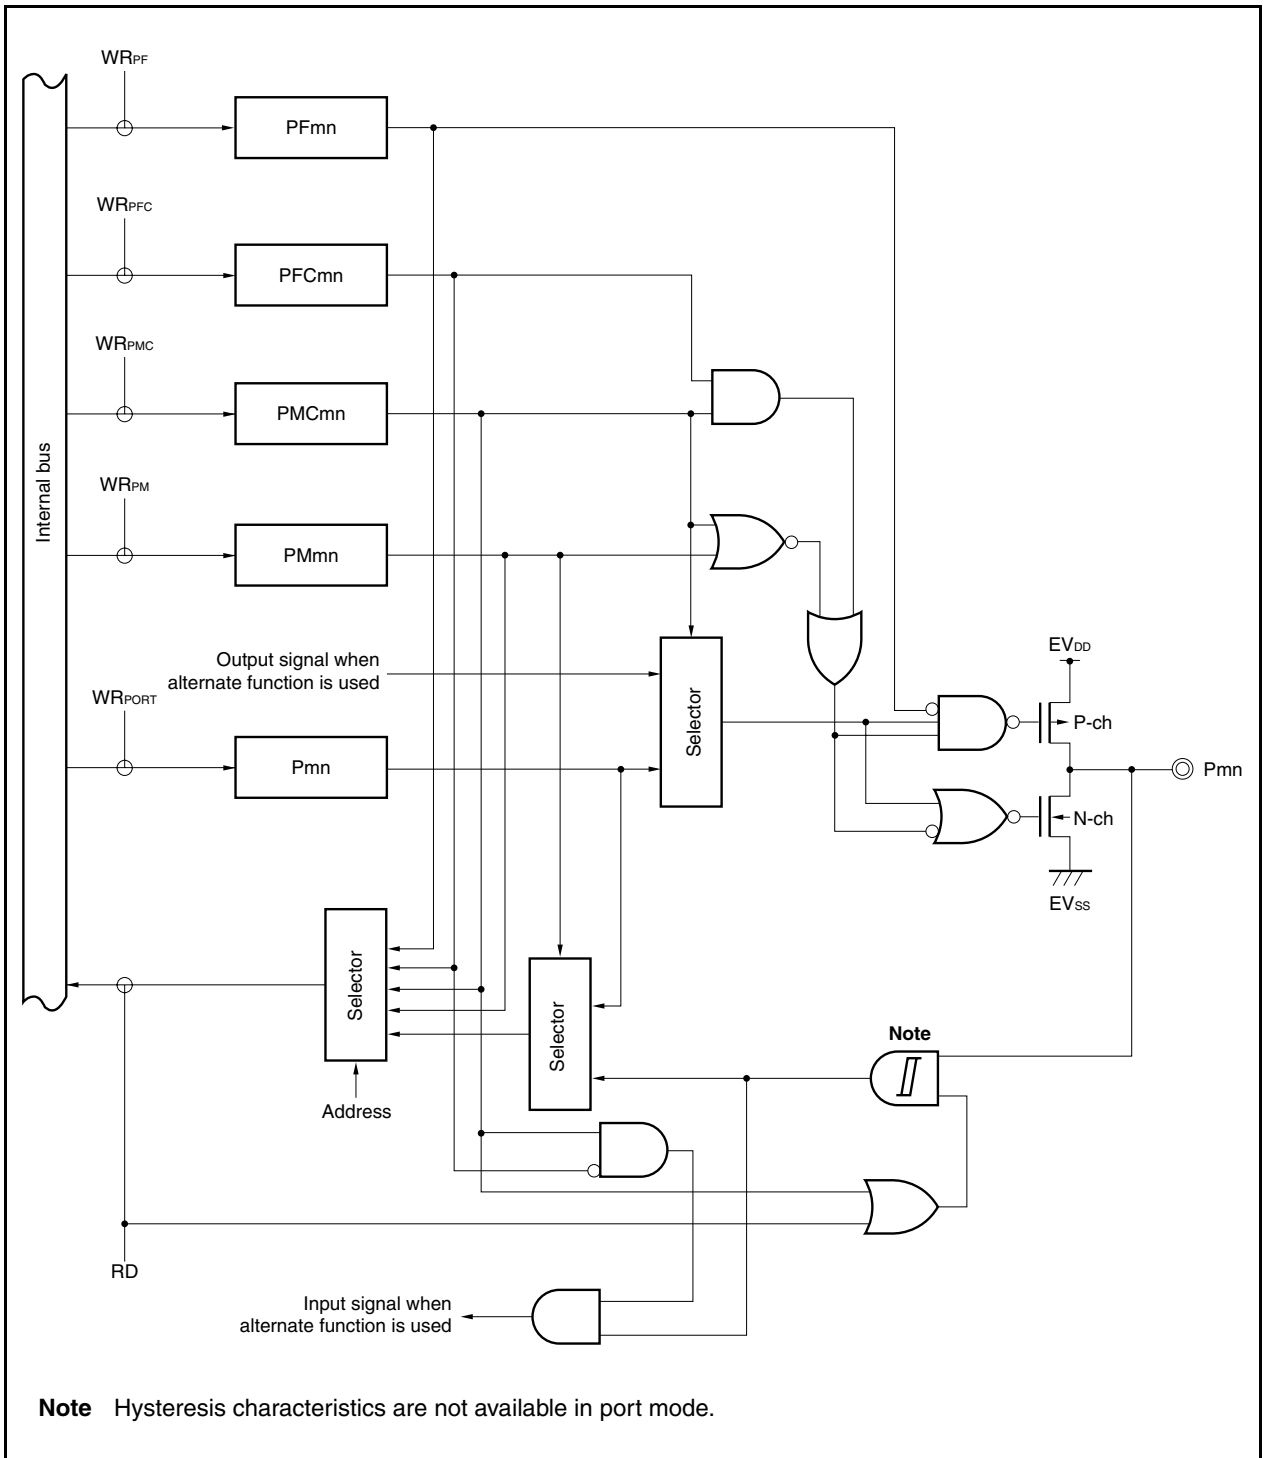 WRPF
PFmn
WRPFC
PFCmn
WRPMC
PMCmn
Internal bus
WRPM
PMmn
Output signal when
alternate function is used
WRPORT
Pmn
Selector
EVDD
P-ch
Pmn
N-ch
EVSS
Selector
Selector
Note
Address
RD
Input signal when
alternate function is used
Note Hysteresis characteristics are not available in port mode.